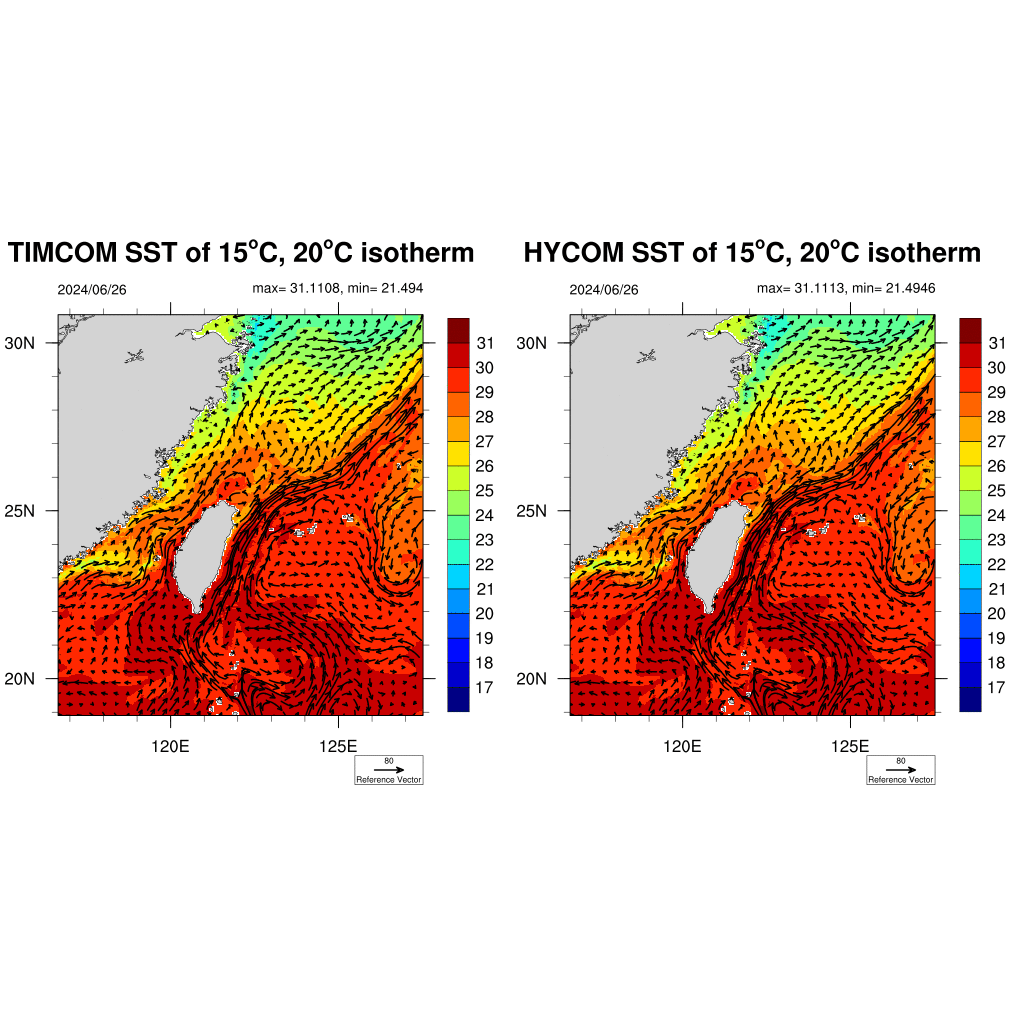 TIMCOM SST of 15°C, 20°C isotherm
2024/06/26
max= 31.1108, min= 21.494
30N
25N
20N
120E
125E
31
30
29
28
27
26
25
24
23
22
21
20
19
18
17
80
Reference Vector
HYCOM SST of 15°C, 20°C isotherm
2024/06/26
max= 31.1113, min= 21.4946
30N
25N
20N
120E
125E
31
30
29
28
27
26
25
24
23
22
21
20
19
18
17
80
Reference Vector